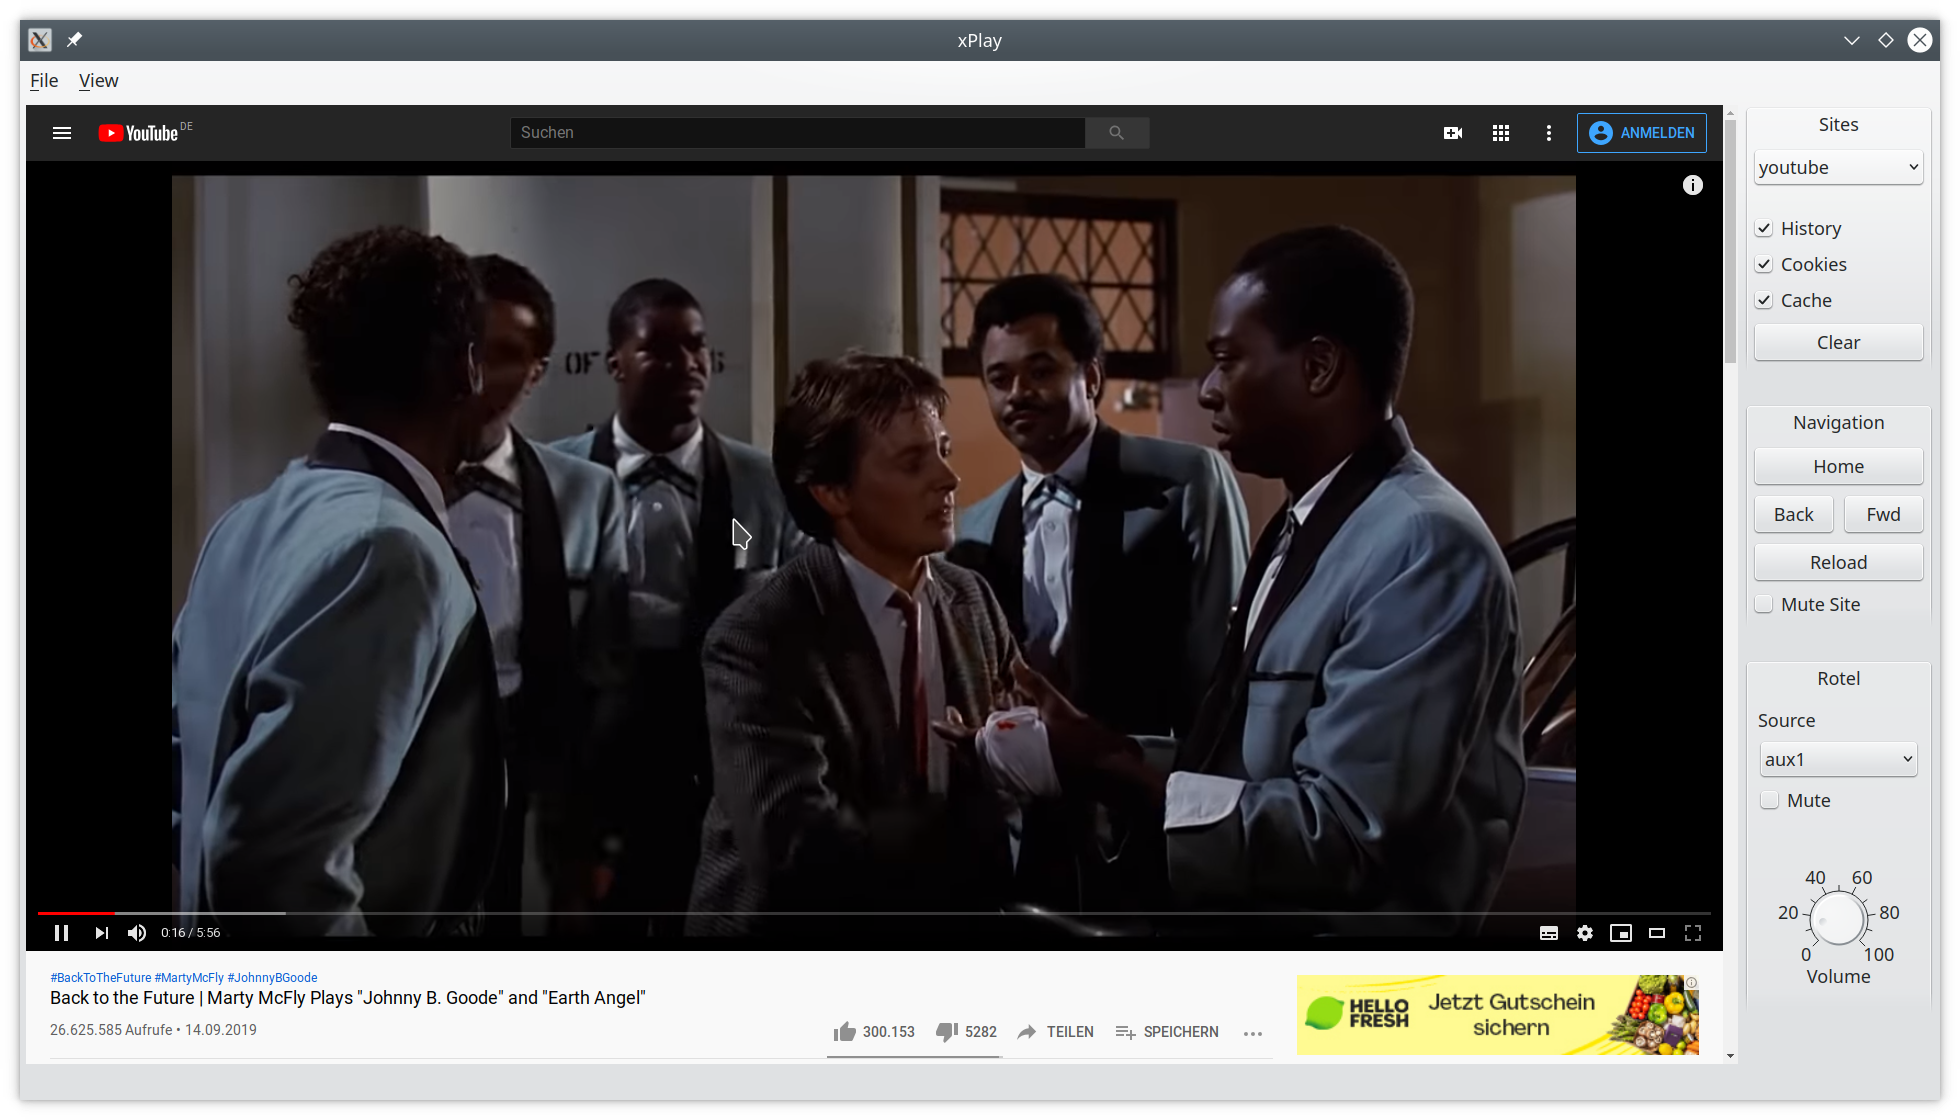 xPlay
File View
YouTube DE
Suchen
ANMELDEN
OF
0:16 / 5:56
#BackToTheFuture #MartyMcFly #JohnnyBGoode
Back to the Future | Marty McFly Plays "Johnny B. Goode" and "Earth Angel"
26.625.585 Aufrufe • 14.09.2019
300.153 5282 TEILEN SPEICHERN
HELLO
FRESH
Jetzt Gutschein
sichern
Sites
youtube
History
Cookies
Cache
Clear
Navigation
Home
Back Fwd
Reload
Mute Site
Rotel
Source
aux1
Mute
40 60
20 80
0 100
Volume